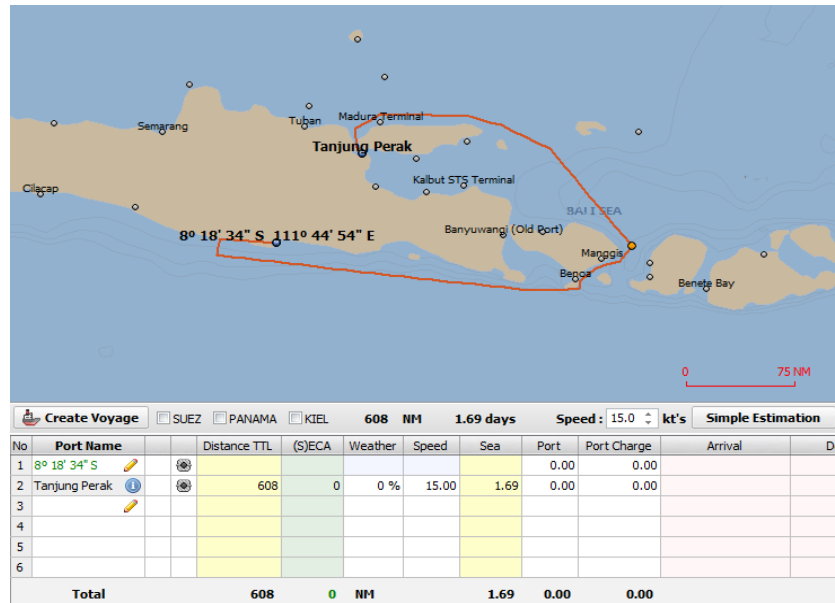 Semarang
Tuban
Madura Terminal
Tanjung Perak
Cilacap
Kalbut STS Terminal
BALI SEA
8º 18' 34" S 111º 44' 54" E
Banyuwangi (Old Port)
Manggis
Benoa
Benete Bay
0 75 NM
Create Voyage SUEZ PANAMA KIEL 608 NM 1.69 days Speed : 15.0 kt's Simple Estimation
No Port Name Distance TTL (S)ECA Weather Speed Sea Port Port Charge Arrival D
1 8º 18' 34" S 0.00 0.00
2 Tanjung Perak 608 0 0 % 15.00 1.69 0.00 0.00
3
4
5
6
Total 608 0 NM 1.69 0.00 0.00